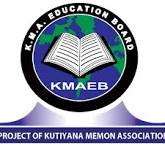 K.M.A. EDUCATION BOARD
KMAEB
PROJECT OF KUTIYANA MEMON ASSOCIATION